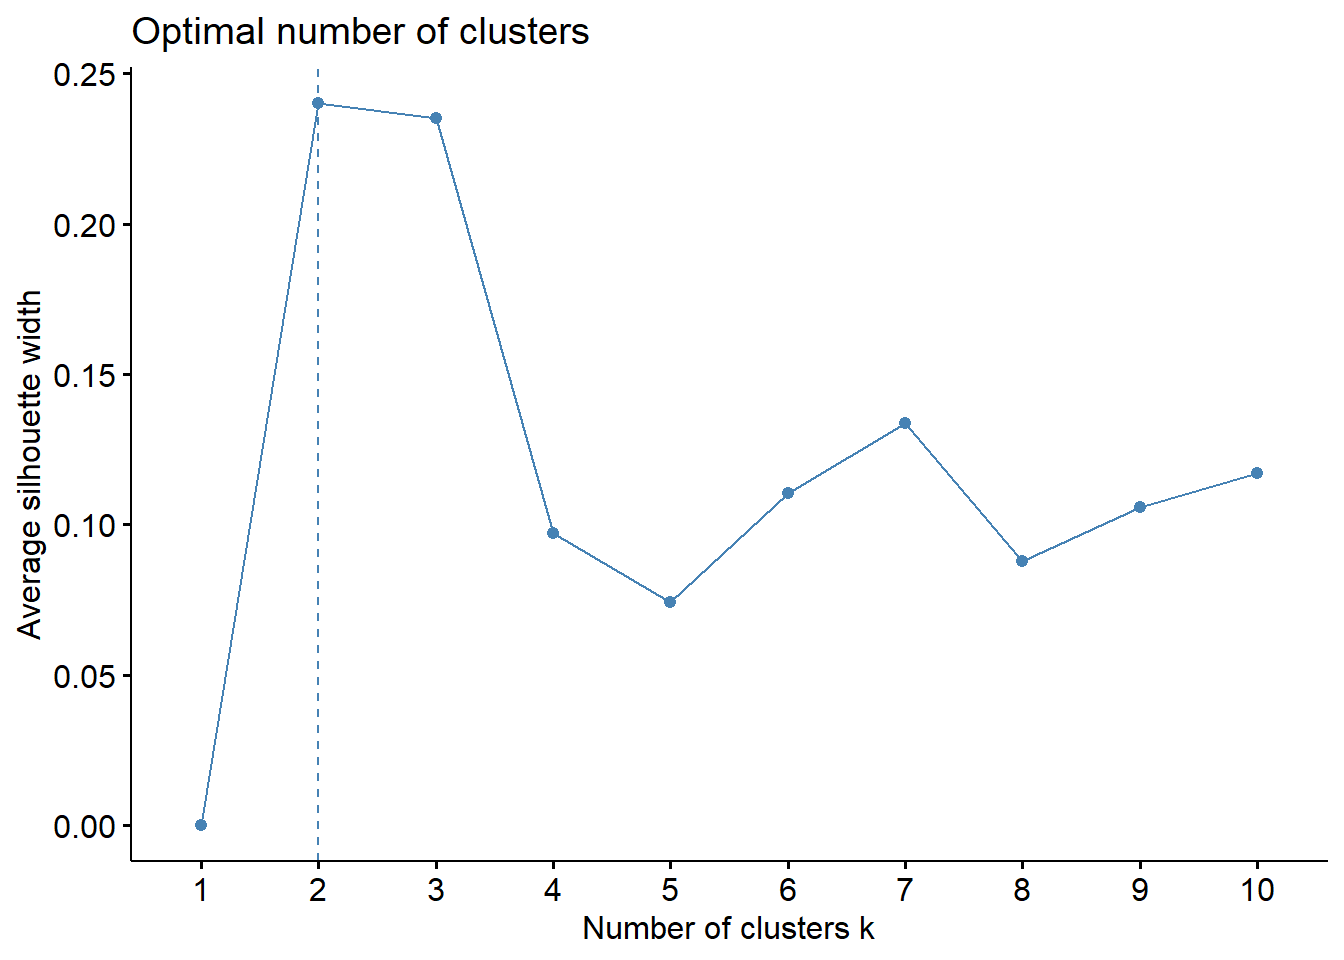 Optimal number of clusters
0.25
0.20
0.15
0.10
0.05
0.00
Average silhouette width
1 2 3 4 5 6 7 8 9 10
Number of clusters k